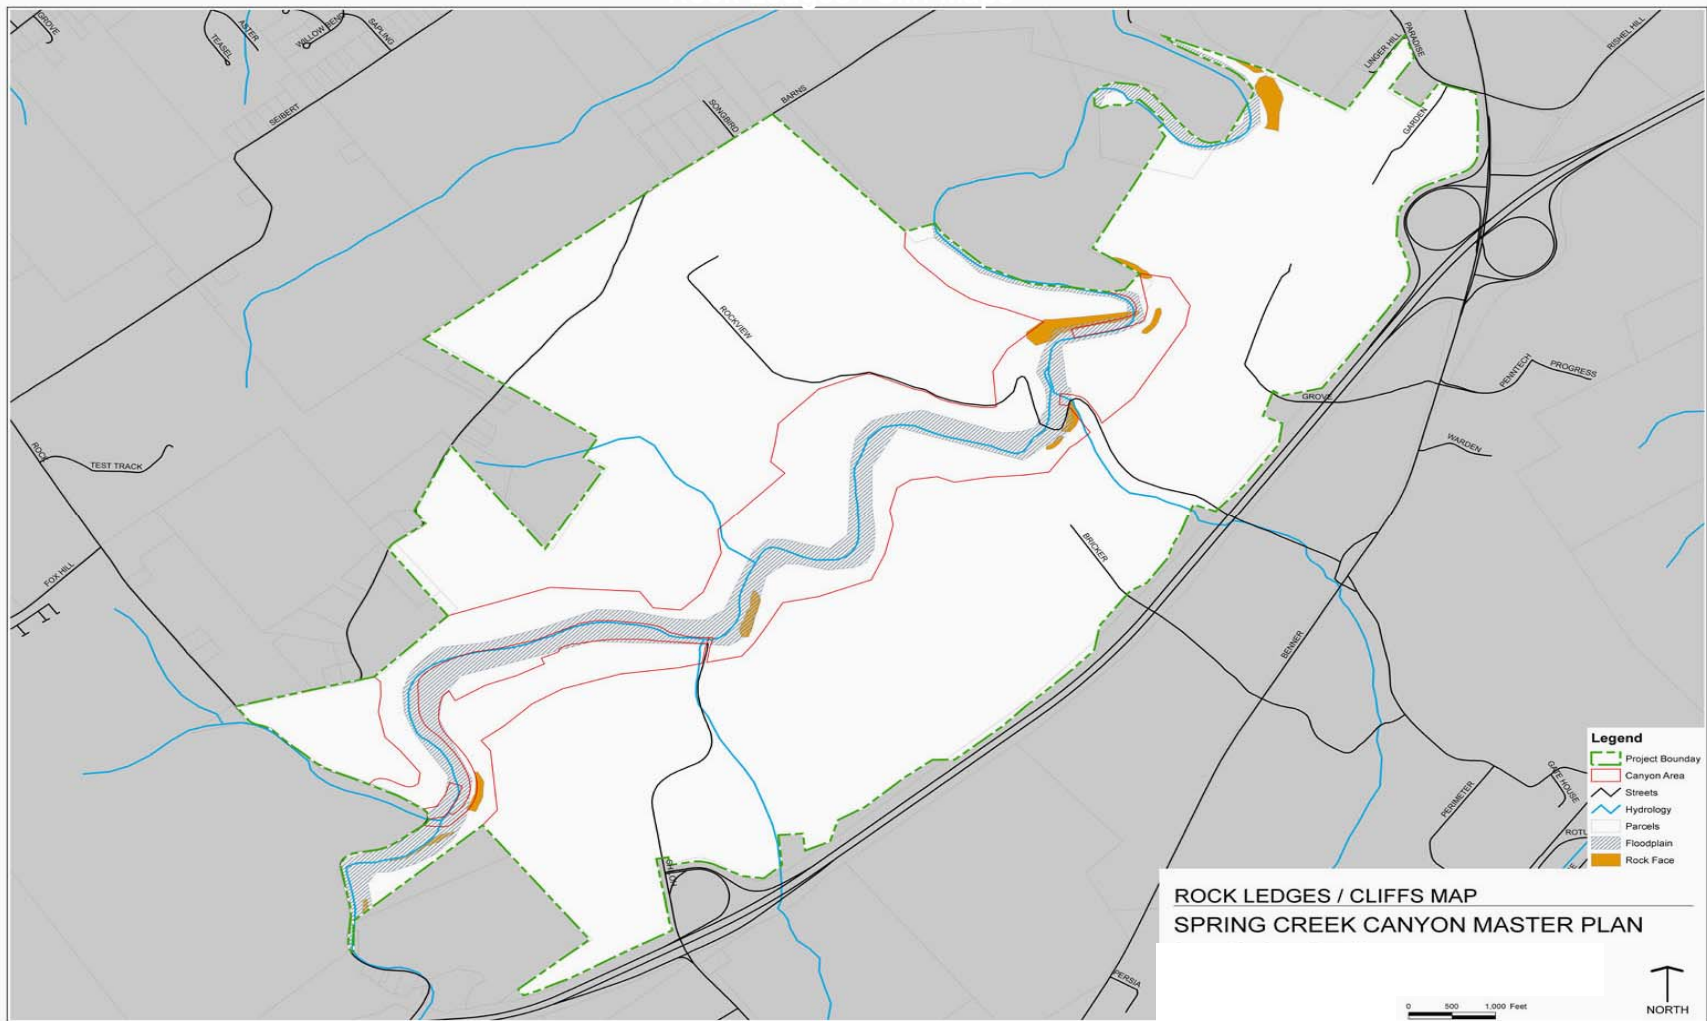 GROVE
ASTER
TEASEL
WILLOW BEND
SAPLING
SEIBERT
SONGBIRD
BARNS
LINGER HILL
PARADISE
RISHEL HILL
GARDEN
ROCKVIEW
PENNTECH
PROGRESS
GROVE
WARDEN
ROCK
TEST TRACK
FOX HILL
BRICKER
BENNER
SHILOH
PERIMETER
GATE HOUSE
PERSIA
Legend
Project Bounday
Canyon Area
Streets
Hydrology
Parcels
ROTU
Floodplain
Rock Face
ROCK LEDGES / CLIFFS MAP
SPRING CREEK CANYON MASTER PLAN
0 500 1,000 Feet
NORTH